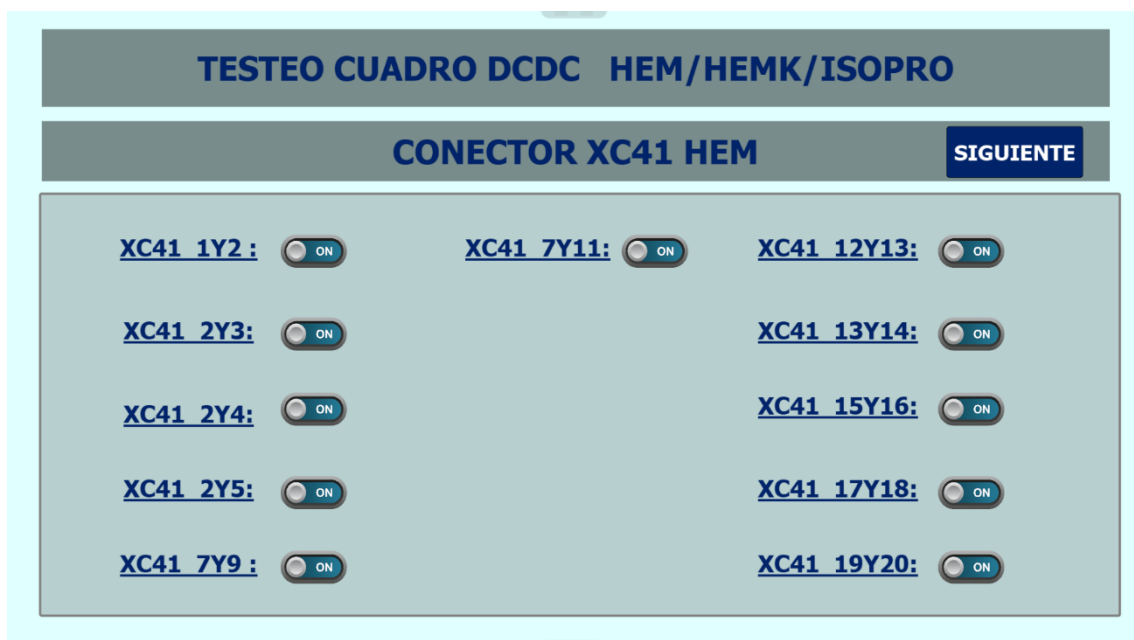 TESTEO CUADRO DCDC HEM/HEMK/ISOPRO
CONECTOR XC41 HEM
SIGUIENTE
XC41_1Y2 : ON
XC41_7Y11: ON
XC41_12Y13: ON
XC41_2Y3: ON
XC41_13Y14: ON
XC41_2Y4: ON
XC41_15Y16: ON
XC41_2Y5: ON
XC41_17Y18: ON
XC41_7Y9 : ON
XC41_19Y20: ON